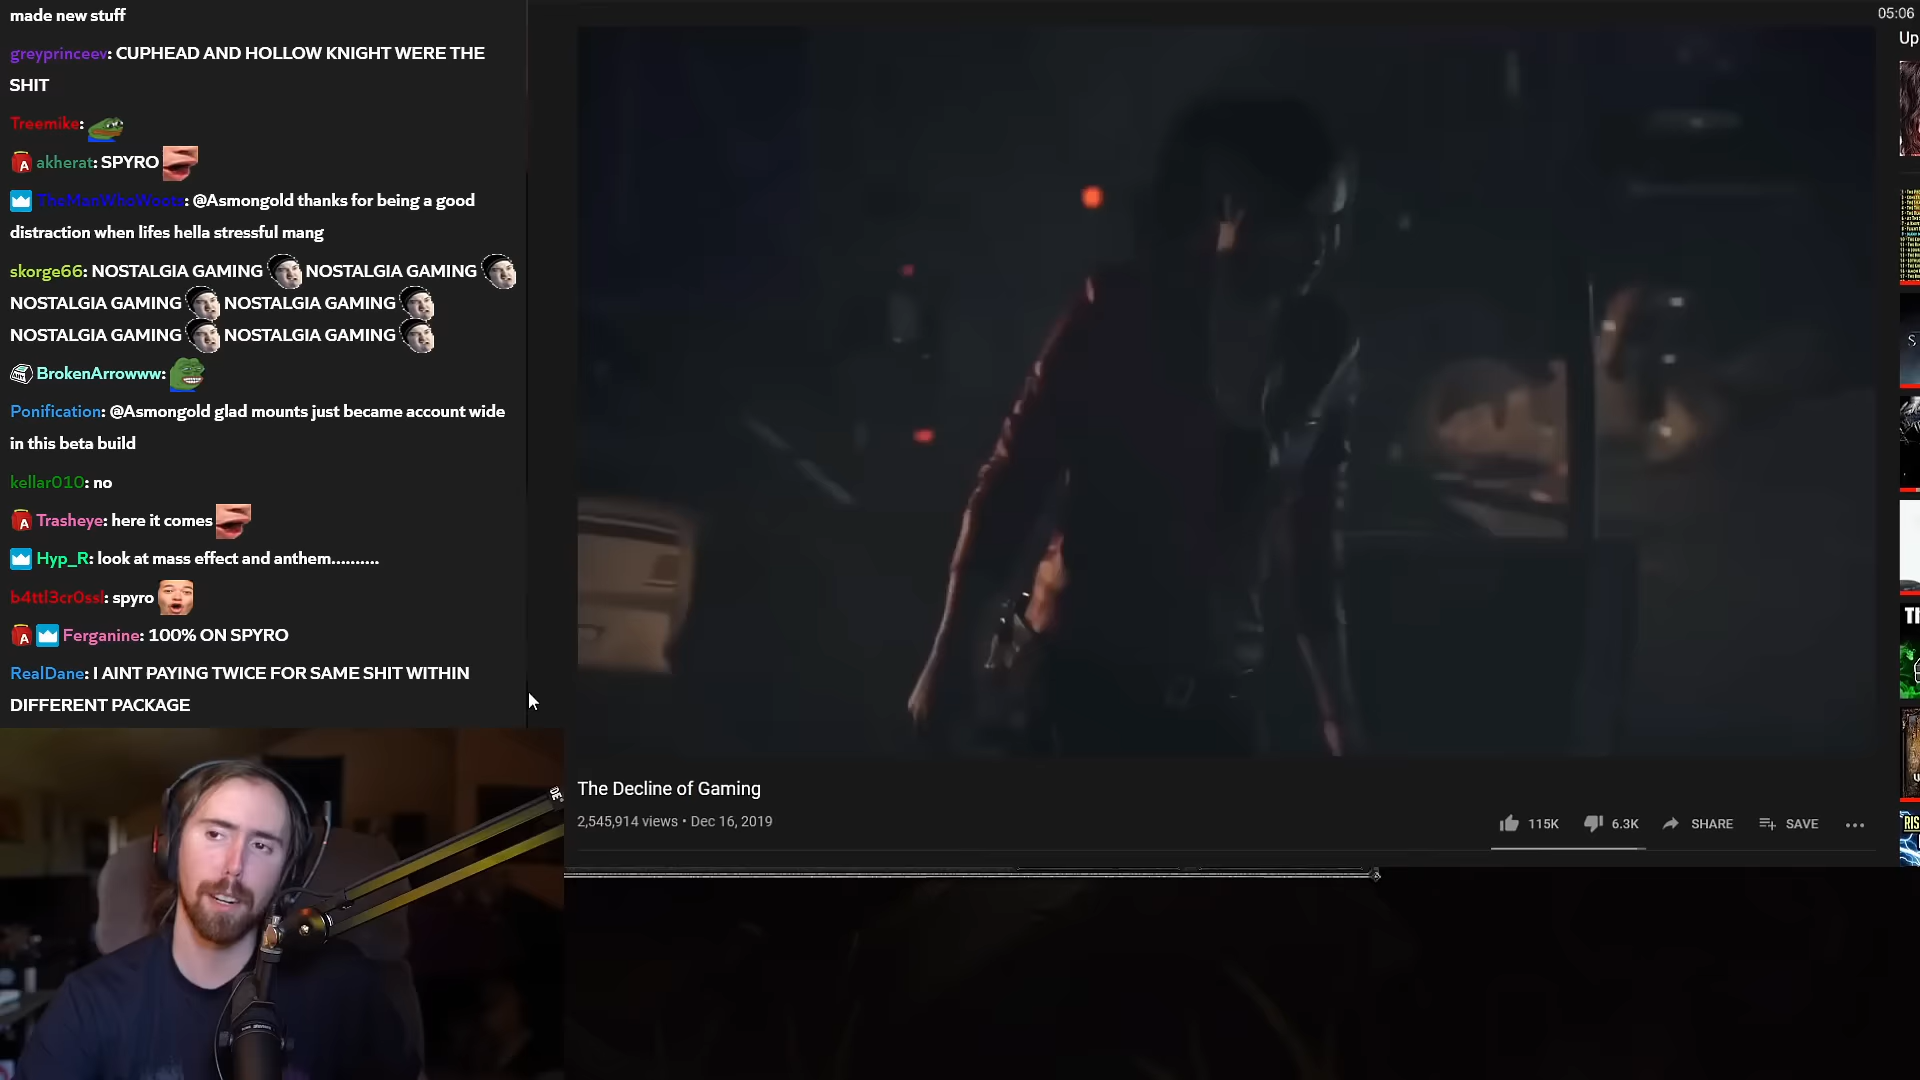 made new stuff
greyprinceev: CUPHEAD AND HOLLOW KNIGHT WERE THE
SHIT
Treemike:
akherat: SPYRO
TheManWhoWoots: @Asmongold thanks for being a good
distraction when lifes hella stressful mang
skorge66: NOSTALGIA GAMING NOSTALGIA GAMING
NOSTALGIA GAMING NOSTALGIA GAMING
NOSTALGIA GAMING NOSTALGIA GAMING
BrokenArrowww:
Ponification: @Asmongold glad mounts just became account wide
in this beta build
kellar010: no
Trasheye: here it comes
Hyp_R: look at mass effect and anthem..........
b4ttl3cr0ssl: spyro
Ferganine: 100% ON SPYRO
RealDane: I AINT PAYING TWICE FOR SAME SHIT WITHIN
DIFFERENT PACKAGE
05:06
Up
The Decline of Gaming
2,545,914 views • Dec 16, 2019
115K 6.3K SHARE SAVE